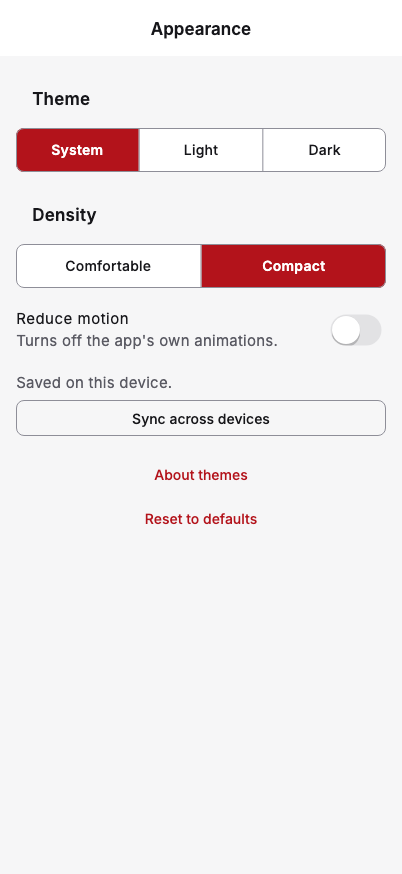 Appearance
Theme
System Light Dark
Density
Comfortable Compact
Reduce motion
Turns off the app's own animations.
Saved on this device.
Sync across devices
About themes
Reset to defaults